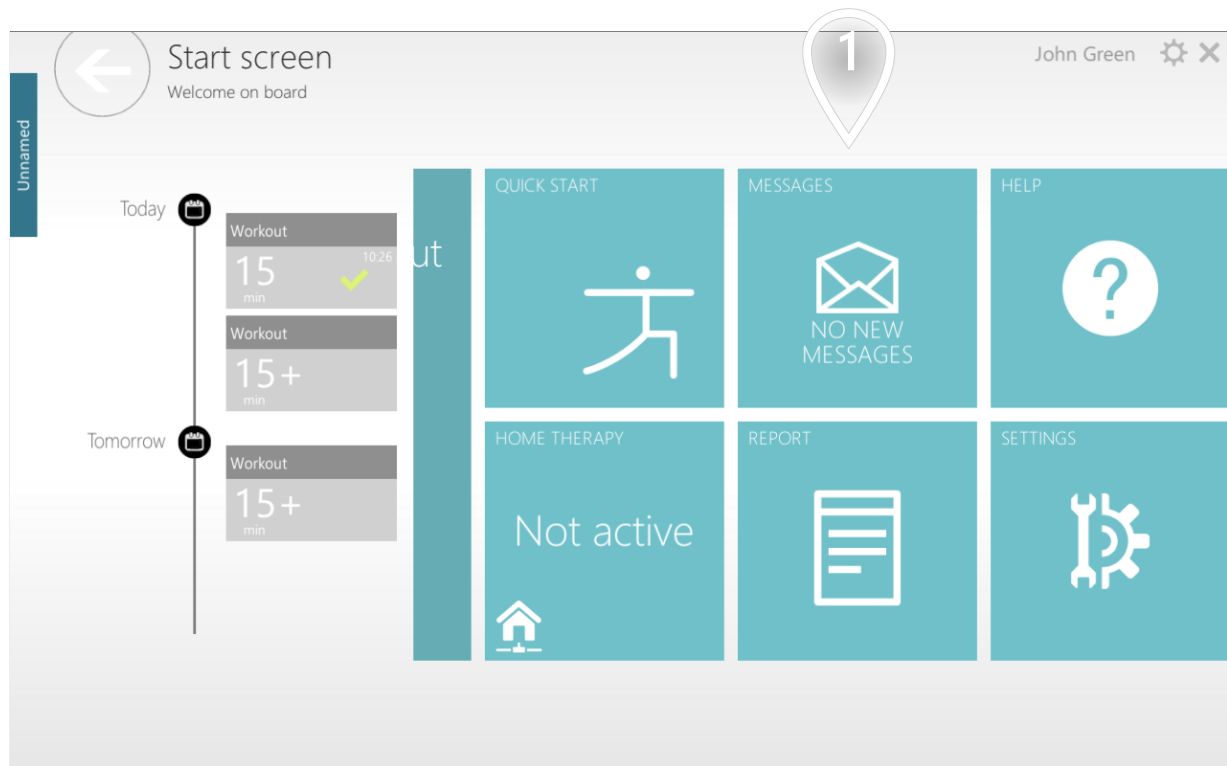 1
Start screen
Welcome on board
John Green
Unnamed
Today
Workout
10:26
15
min
Workout
15+
min
Tomorrow
Workout
15+
min
ut
QUICK START
MESSAGES
NO NEW
MESSAGES
HELP
?
HOME THERAPY
Not active
REPORT
SETTINGS